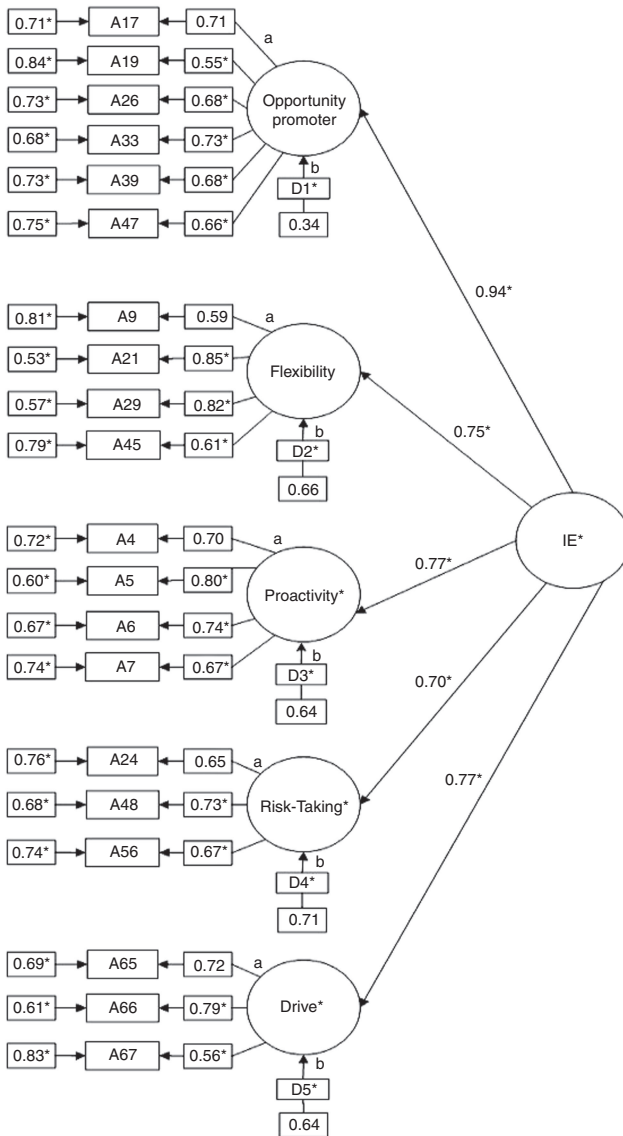 0.71* A17 0.71
a
0.84* A19 0.55*
0.73* A26 0.68*
Opportunity
promoter
0.68* A33 0.73*
0.73* A39 0.68*
b
D1*
0.75* A47 0.66*
0.34
0.94*
0.81* A9 0.59
a
0.53* A21 0.85*
Flexibility
0.57* A29 0.82*
0.79* A45 0.61*
b
D2*
0.66
0.75*
IE*
0.72* A4 0.70
a
0.60* A5 0.80*
Proactivity*
0.77*
0.67* A6 0.74*
0.74* A7 0.67*
b
D3*
0.64
0.70*
0.76* A24 0.65
a
0.68* A48 0.73*
Risk-Taking*
0.77*
0.74* A56 0.67*
b
D4*
0.71
0.69* A65 0.72
a
0.61* A66 0.79*
Drive*
0.83* A67 0.56*
b
D5*
0.64